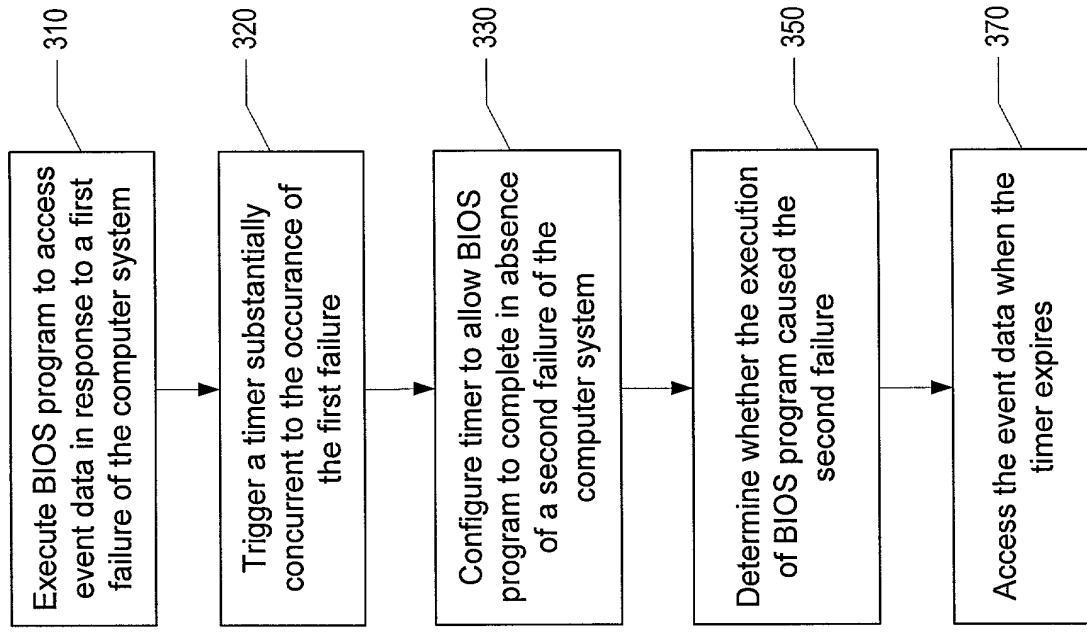 Execute BIOS program to access
event data in response to a first
failure of the computer system
310
Trigger a timer substantially
concurrent to the occurance of
the first failure
320
Configure timer to allow BIOS
program to complete in absence
of a second failure of the
computer system
330
Determine whether the execution
of BIOS program caused the
second failure
350
Access the event data when the
timer expires
370